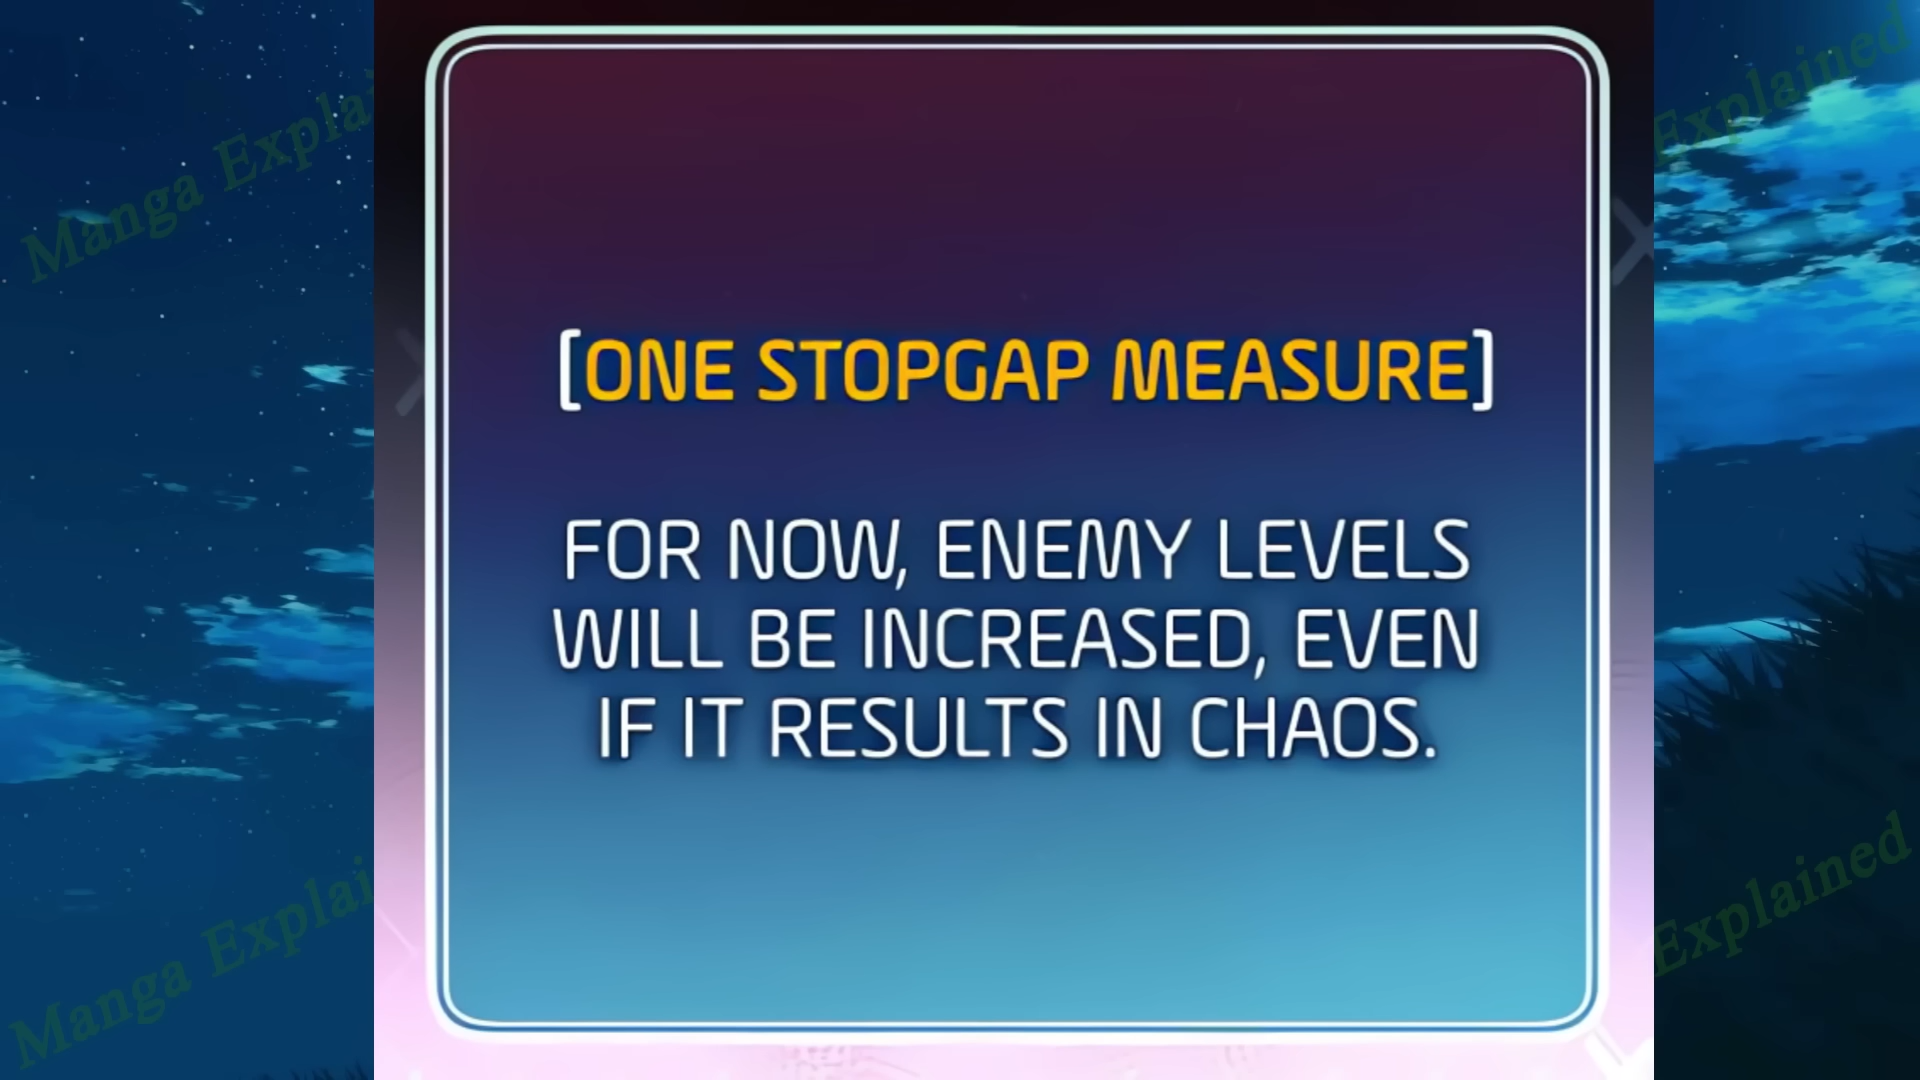 [ONE STOPGAP MEASURE]
FOR NOW, ENEMY LEVELS
WILL BE INCREASED, EVEN
IF IT RESULTS IN CHAOS.
Manga Explai
Explained
Manga Explai
Explained